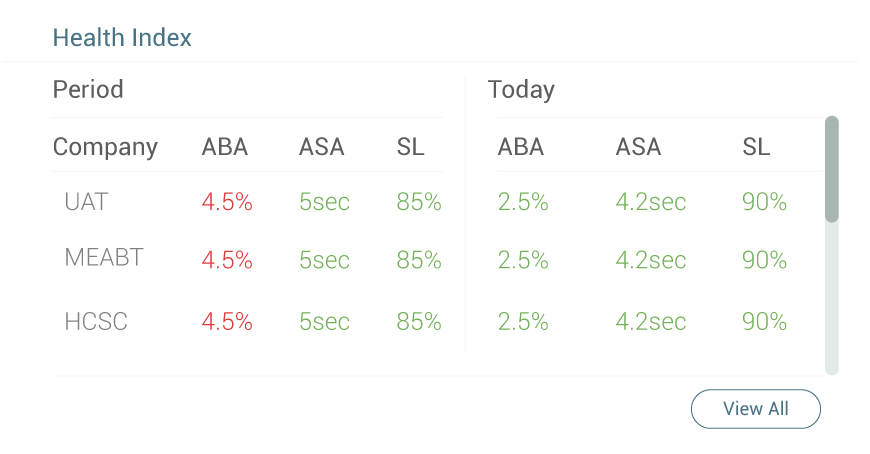 Health Index
Period Today
Company ABA ASA SL ABA ASA SL
UAT 4.5% 5sec 85% 2.5% 4.2sec 90%
MEABT 4.5% 5sec 85% 2.5% 4.2sec 90%
HCSC 4.5% 5sec 85% 2.5% 4.2sec 90%
View All